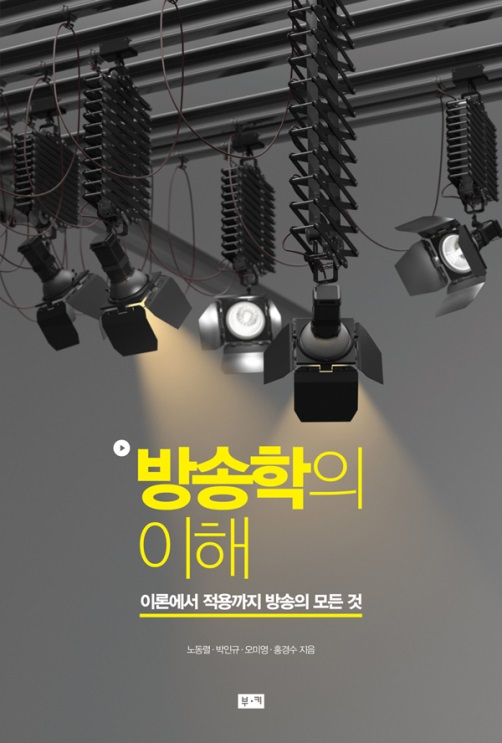 방송학의
이해
이론에서 적용까지 방송의 모든 것
노동렬 · 박인규 · 오미영 · 홍경수 지음
부·키